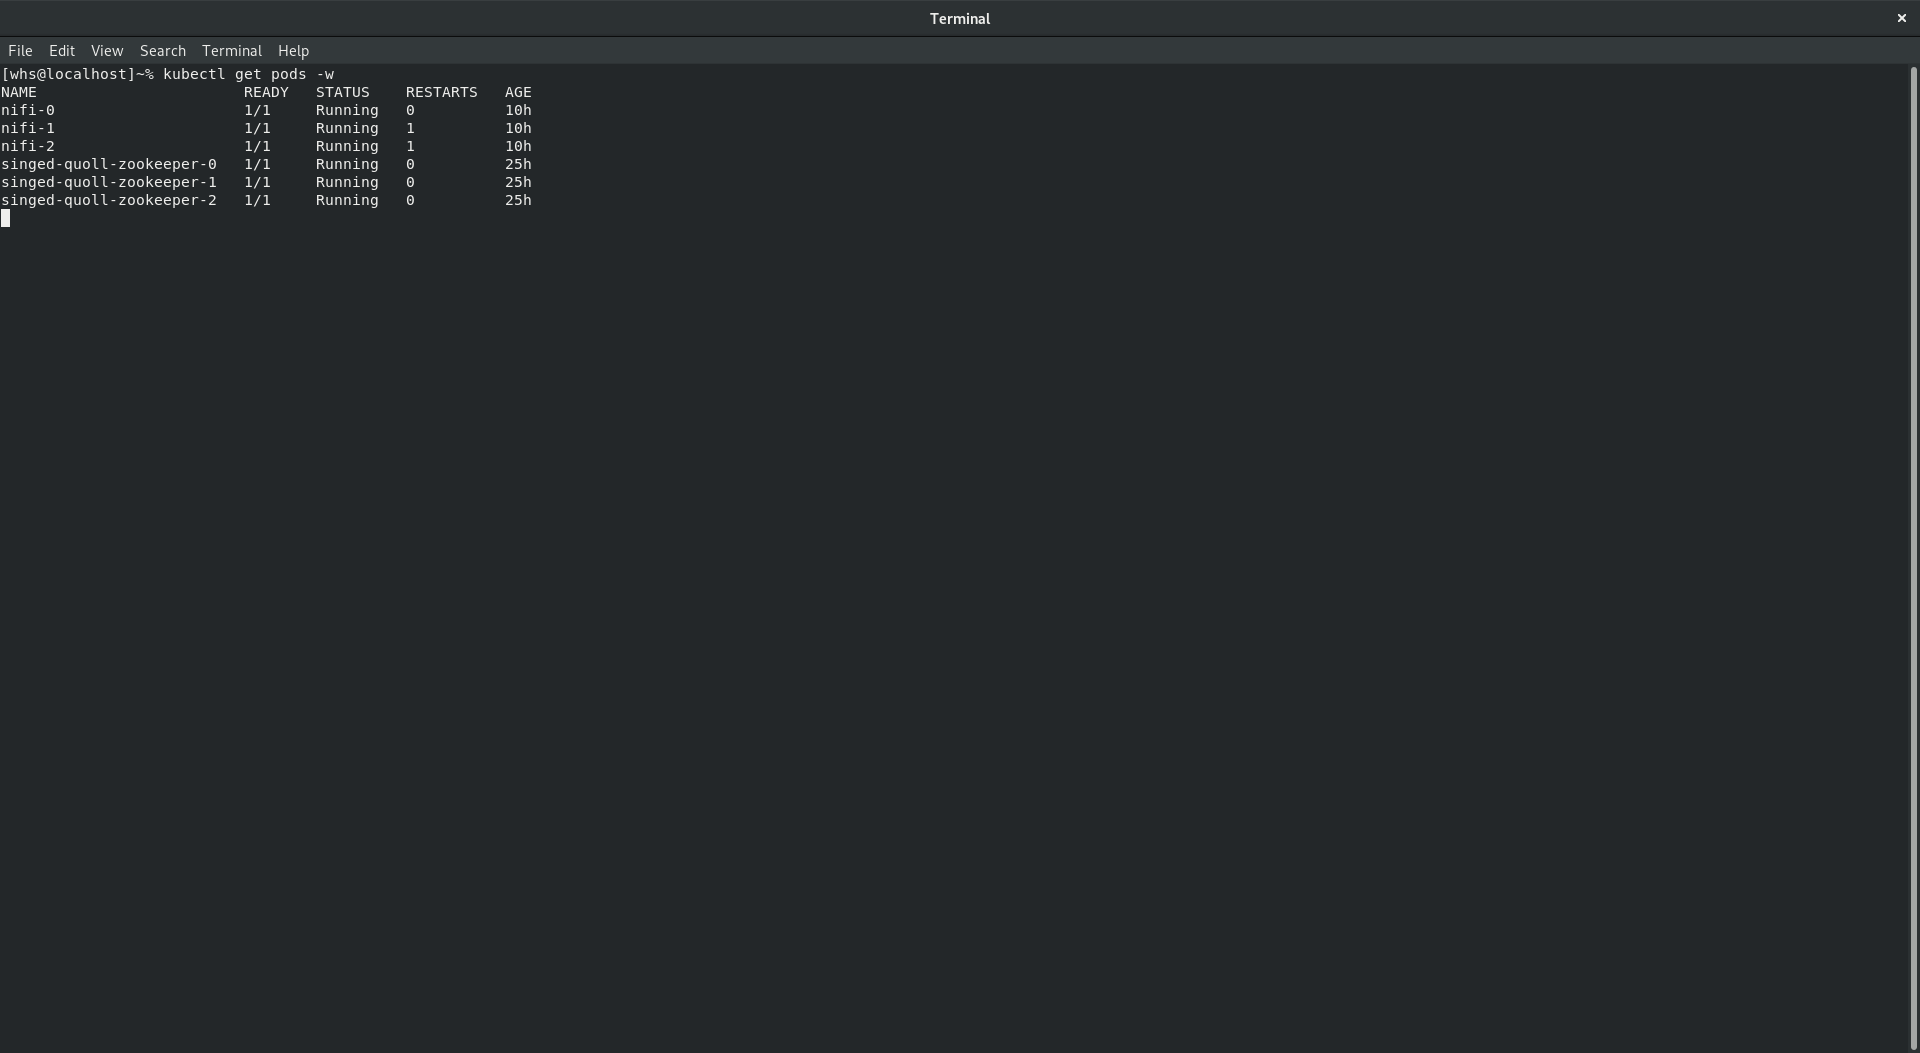 Terminal
File Edit View Search Terminal Help
[whs@localhost]~% kubectl get pods -w
NAME                       READY   STATUS    RESTARTS   AGE
nifi-0                     1/1     Running   0          10h
nifi-1                     1/1     Running   1          10h
nifi-2                     1/1     Running   1          10h
singed-quoll-zookeeper-0   1/1     Running   0          25h
singed-quoll-zookeeper-1   1/1     Running   0          25h
singed-quoll-zookeeper-2   1/1     Running   0          25h